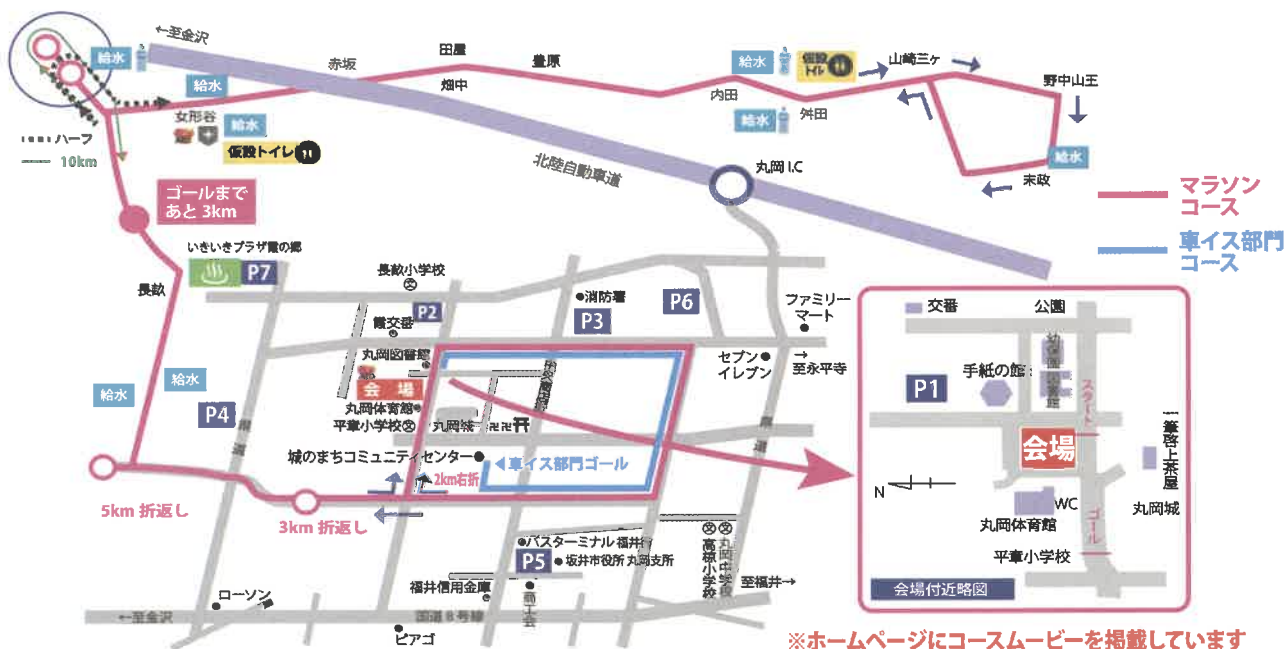 ←至金沢
給水
赤坂
田屋
畑中
豊原
内田
給水
仮設
トイレ
給水
舛田
山崎三ヶ
野中山王
給水
末政
給水
女形谷
給水
仮設トイレ
ハーフ
10km
ゴールまで
あと 3km
北陸自動車道
丸岡 I.C
マラソン
コース
車イス部門
コース
いきいきプラザ霞の郷
P7
長畝
長畝小学校
P2
霞交番
丸岡図書館
会場
丸岡体育館
平章小学校
丸岡城
消防署
P3
P6
ファミリー
マート
セブン
イレブン
→
至永平寺
給水
給水
P4
城のまちコミュニティセンター
車イス部門ゴール
2km右折
5km 折返し
3km 折返し
バスターミナル 福井行
P5
坂井市役所 丸岡支所
福井信用金庫
商工会
高椋小学校
丸岡中学校
至福井→
ローソン
←至金沢
国道8号線
ピアゴ
交番
公園
幼保園
図書館
手紙の館
P1
スタート
会場
一筆啓上茶屋
丸岡城
N
WC
丸岡体育館
ゴール
平章小学校
会場付近略図
※ホームページにコースムービーを掲載しています